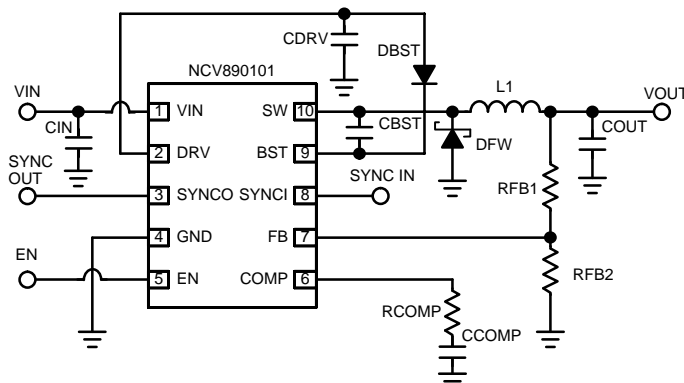 CDRV
DBST
NCV890101
L1
VIN
VOUT
1 VIN
SW 10
CIN
CBST
COUT
2 DRV
BST 9
DFW
SYNC
OUT
SYNC IN
RFB1
3 SYNCO
SYNCI 8
4 GND
FB 7
EN
RFB2
5 EN
COMP 6
RCOMP
CCOMP